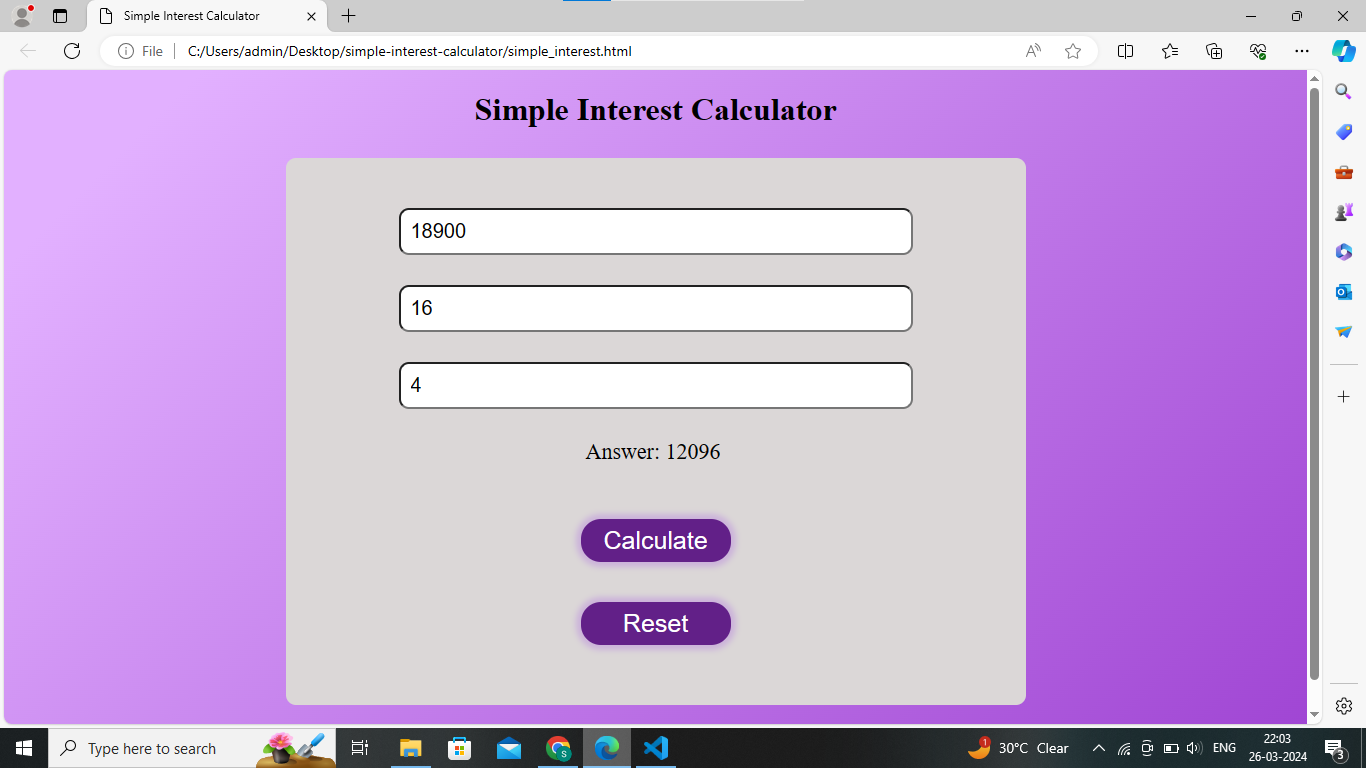 Simple Interest Calculator
File C:/Users/admin/Desktop/simple-interest-calculator/simple_interest.html
Simple Interest Calculator
18900
16
4
Answer: 12096
Calculate
Reset
Type here to search
1 30°C Clear
ENG
22:03
26-03-2024
3